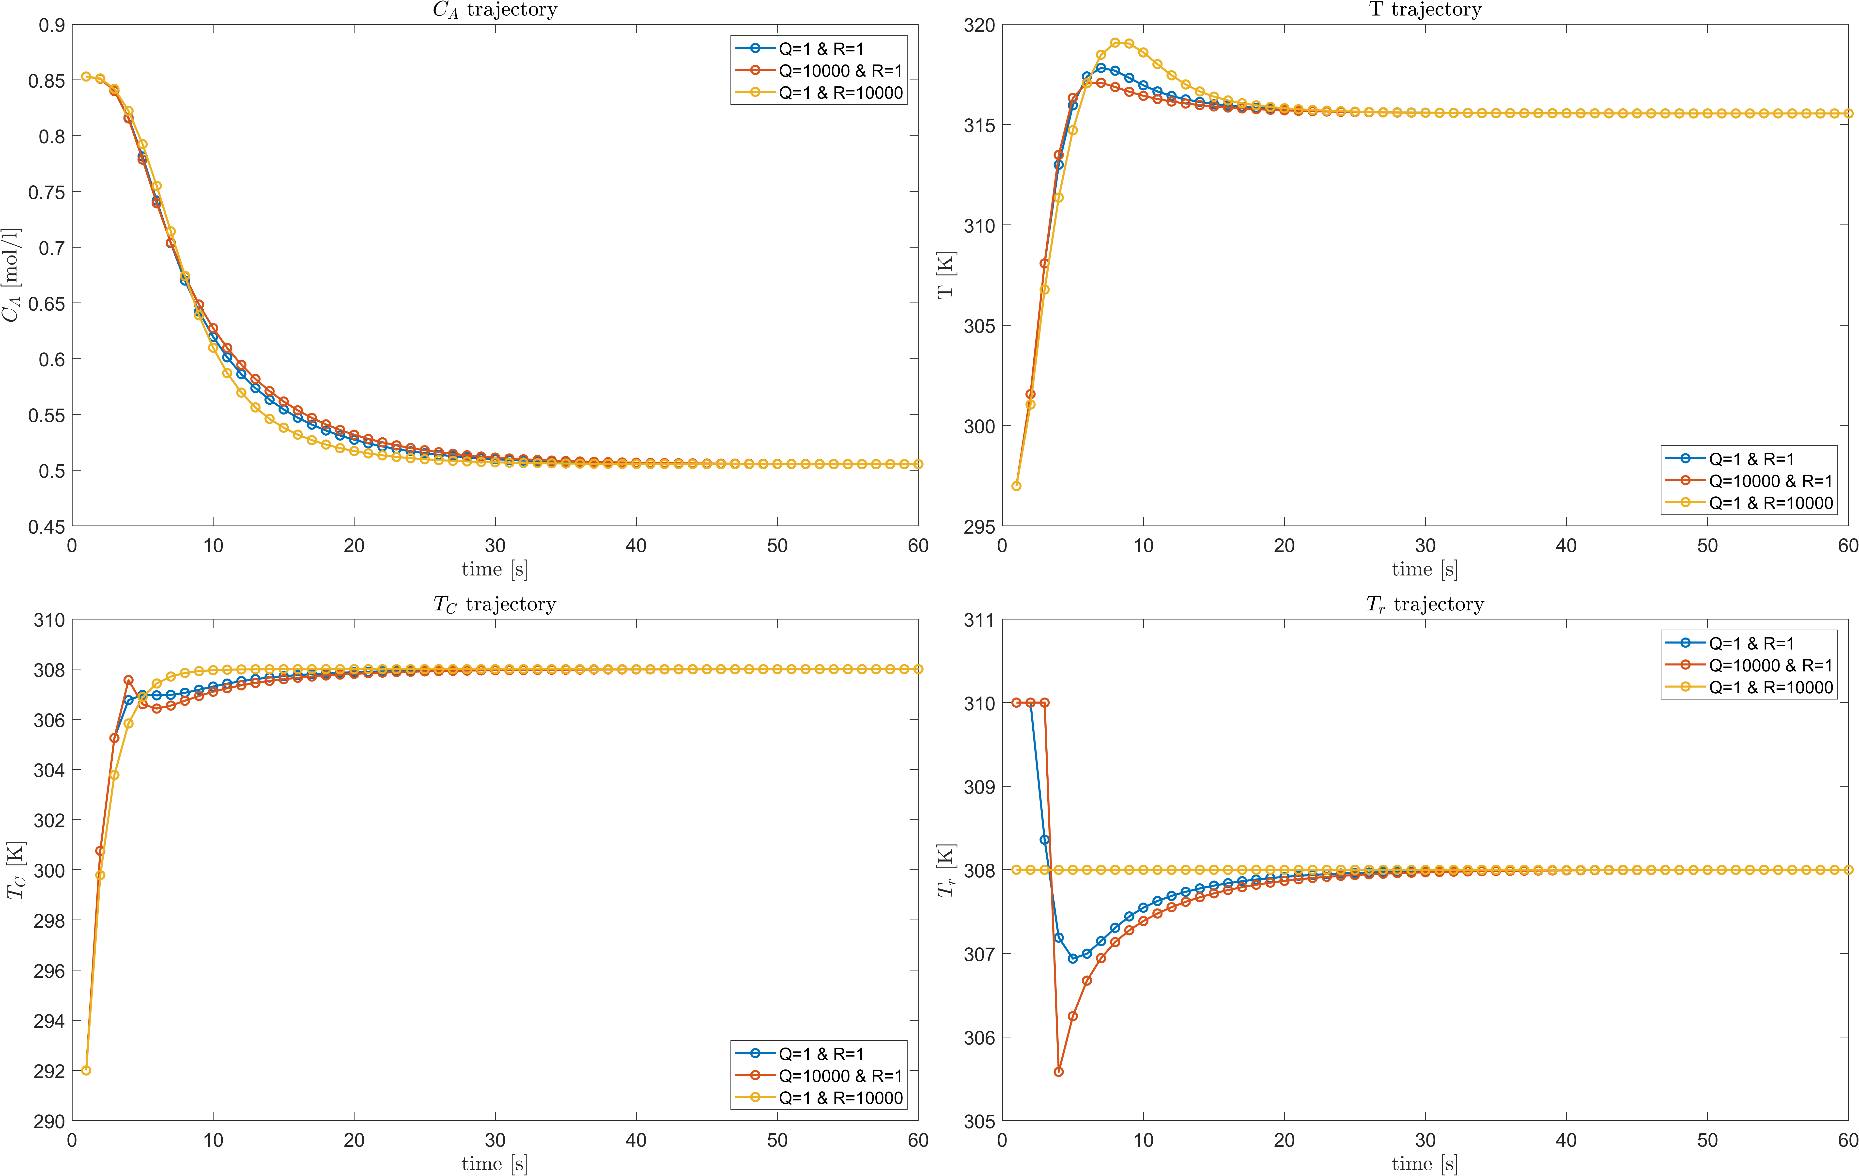 C_A trajectory
0.9
0.85
0.8
0.75
0.7
0.65
0.6
0.55
0.5
0.45
C_A [mol/l]
0 10 20 30 40 50 60
time [s]
Q=1 & R=1
Q=10000 & R=1
Q=1 & R=10000
T trajectory
320
315
310
305
300
295
T [K]
0 10 20 30 40 50 60
time [s]
Q=1 & R=1
Q=10000 & R=1
Q=1 & R=10000
T_C trajectory
310
308
306
304
302
300
298
296
294
292
290
T_C [K]
0 10 20 30 40 50 60
time [s]
Q=1 & R=1
Q=10000 & R=1
Q=1 & R=10000
T_r trajectory
311
310
309
308
307
306
305
T_r [K]
0 10 20 30 40 50 60
time [s]
Q=1 & R=1
Q=10000 & R=1
Q=1 & R=10000